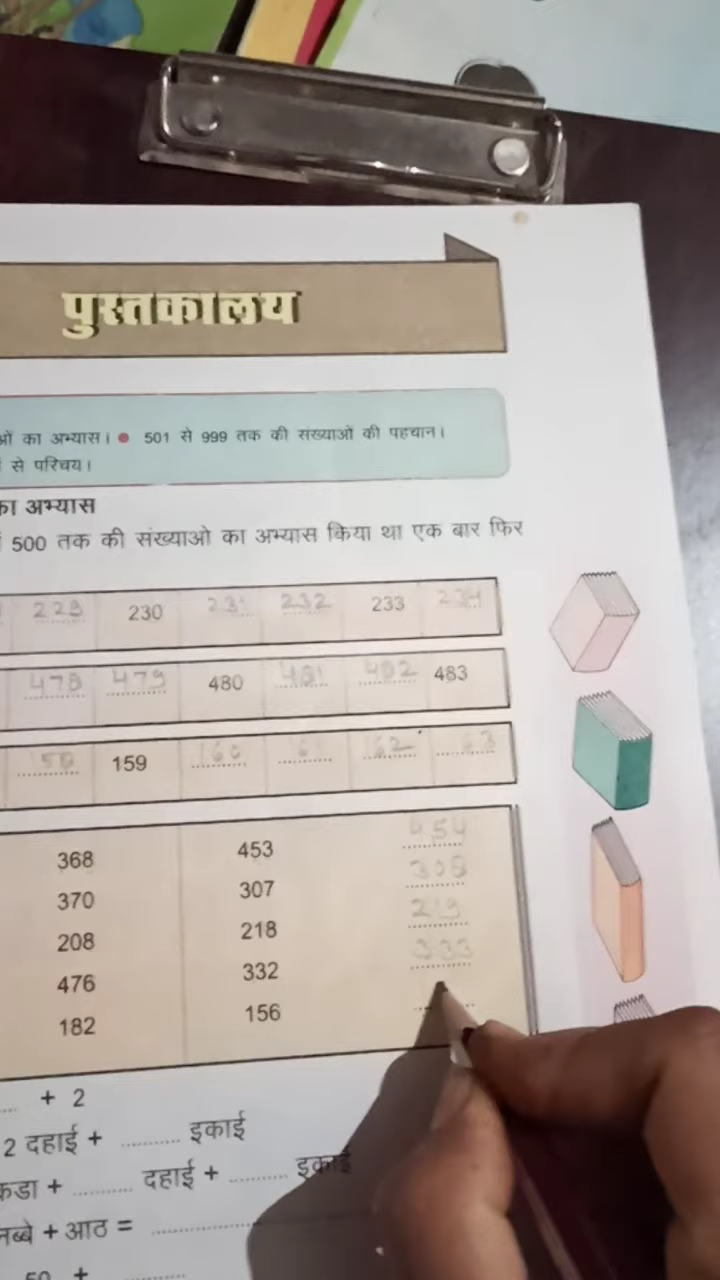 पुस्तकालय
ओं का अभ्यास। ● 501 से 999 तक की संख्याओं की पहचान।
से परिचय।
का अभ्यास
500 तक की संख्याओ का अभ्यास किया था एक बार फिर
229 230 231 232 233 234
478 479 480 481 482 483
158 159 160 162 163
368 453 454
370 307 308
208 218 219
476 332 333
182 156
+ 2
2 दहाई + .......... इकाई
+ .......... दहाई + .......... इकाई
नब्बे + आठ = ..................
50 + ..........